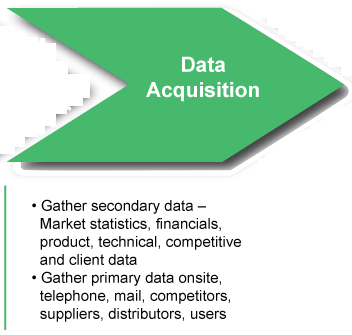 Data
Acquisition
• Gather secondary data –
Market statistics, financials,
product, technical, competitive
and client data
• Gather primary data onsite,
telephone, mail, competitors,
suppliers, distributors, users